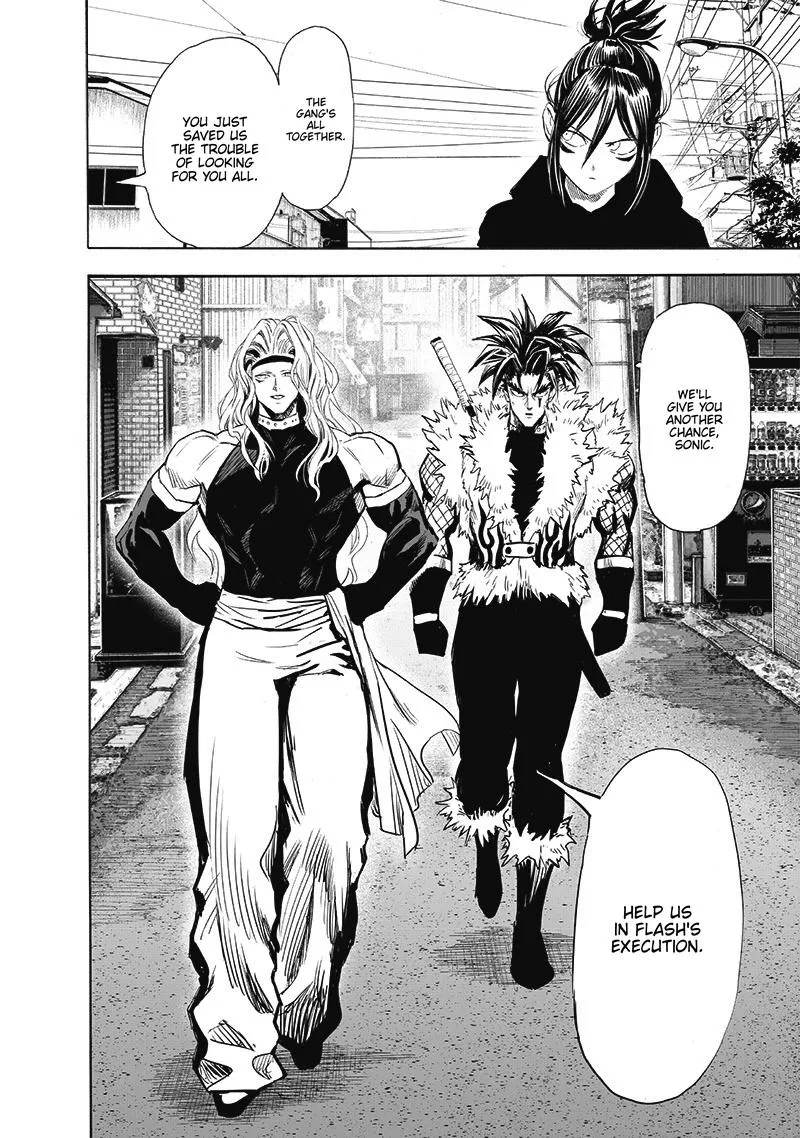 THE
GANG'S
ALL
TOGETHER.
YOU JUST
SAVED US
THE TROUBLE
OF LOOKING
FOR YOU ALL.
WE'LL
GIVE YOU
ANOTHER
CHANCE,
SONIC.
HELP US
IN FLASH'S
EXECUTION.